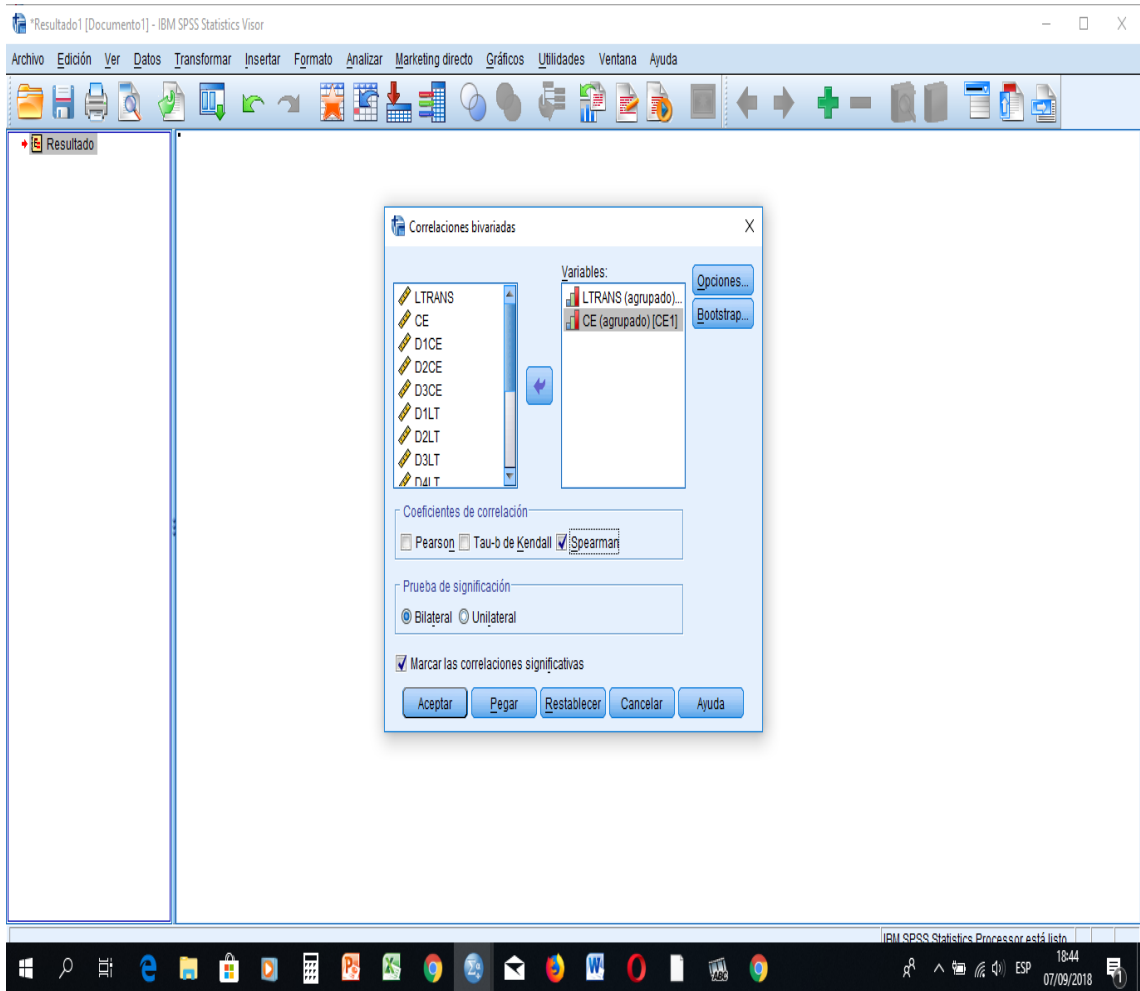 *Resultado1 [Documento1] - IBM SPSS Statistics Visor
Archivo Edición Ver Datos Transformar Insertar Formato Analizar Marketing directo Gráficos Utilidades Ventana Ayuda
Resultado
Correlaciones bivariadas
Variables:
LTRANS
CE
D1CE
D2CE
D3CE
D1LT
D2LT
D3LT
D4LT
LTRANS (agrupado)...
CE (agrupado) [CE1]
Opciones...
Bootstrap...
Coeficientes de correlación
Pearson Tau-b de Kendall Spearman
Prueba de significación
Bilateral Unilateral
Marcar las correlaciones significativas
Aceptar Pegar Restablecer Cancelar Ayuda
IBM SPSS Statistics Processor está listo
ABC
ESP
18:44
07/09/2018
1